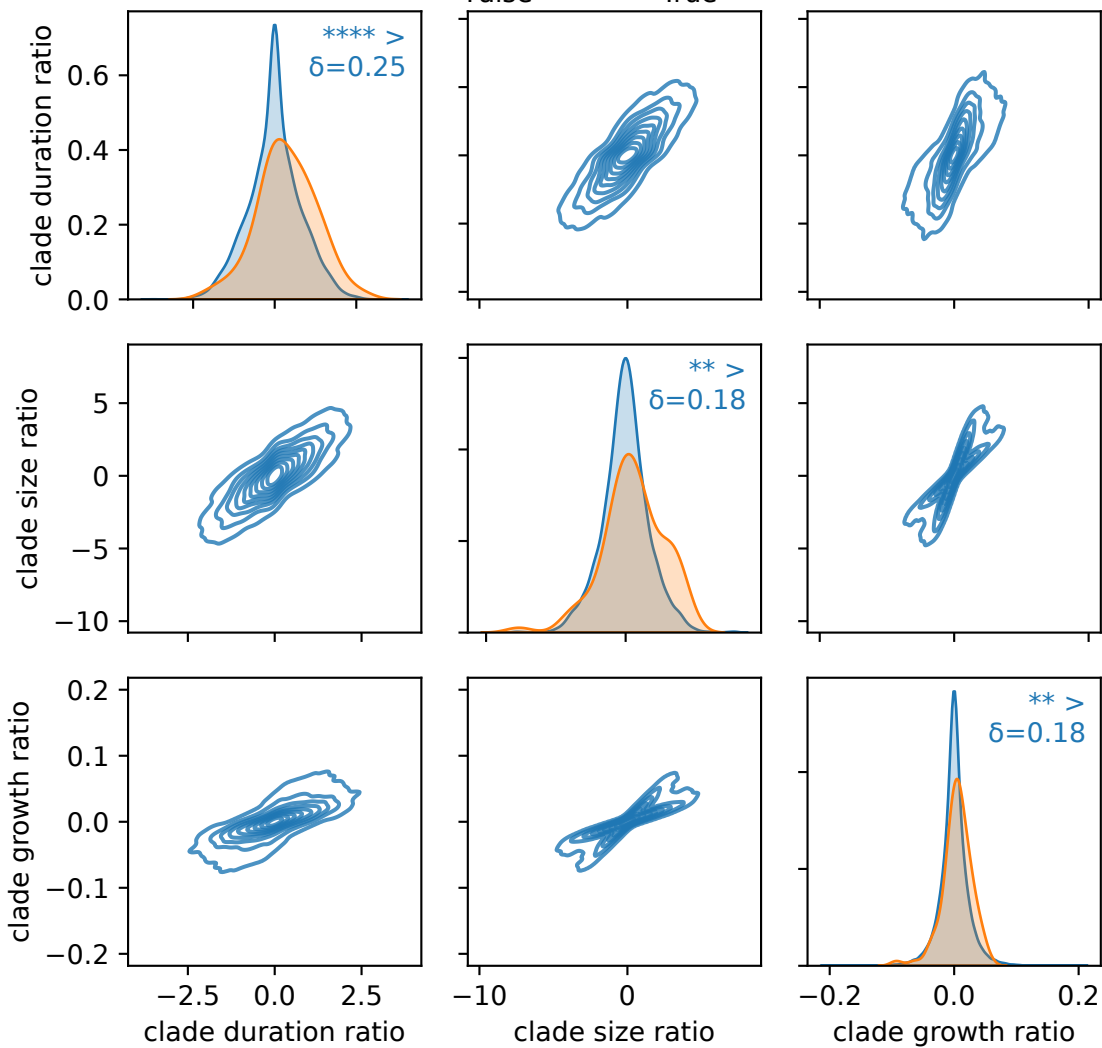 True
clade duration ratio
0.6
0.4
0.2
0.0
**** >
δ=0.25
clade size ratio
5
0
−5
−10
** >
δ=0.18
clade growth ratio
0.2
0.1
0.0
−0.1
−0.2
** >
δ=0.18
−2.5 0.0 2.5
−10 0
−0.2 0.0 0.2
clade duration ratio
clade size ratio
clade growth ratio